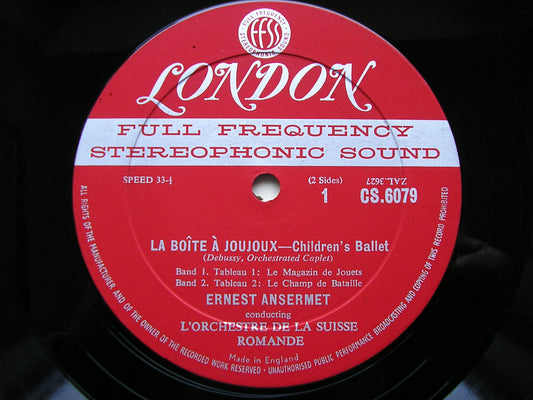 FULL FREQUENCY
FFSS
STEREOPHONIC SOUND
LONDON
FULL FREQUENCY
STEREOPHONIC SOUND
SPEED 33-⅓
(2 Sides)
ZAL.3627
1
CS.6079
LA BOÎTE À JOUJOUX—Children's Ballet
(Debussy, Orchestrated Caplet)
Band 1. Tableau 1: Le Magazin de Jouets
Band 2. Tableau 2: Le Champ de Bataille
ERNEST ANSERMET
conducting
L'ORCHESTRE DE LA SUISSE
ROMANDE
Made in England
ALL RIGHTS OF THE MANUFACTURER AND OF THE OWNER OF THE RECORDED WORK RESERVED · UNAUTHORISED PUBLIC PERFORMANCE BROADCASTING AND COPYING OF THIS RECORD PROHIBITED